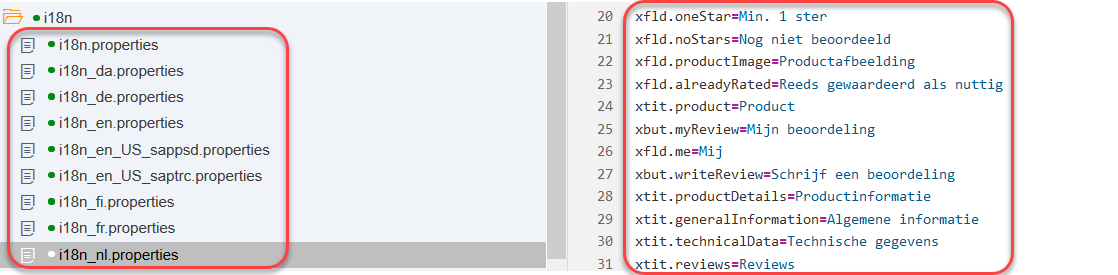 i18n
i18n.properties
i18n_da.properties
i18n_de.properties
i18n_en.properties
i18n_en_US_sappsd.properties
i18n_en_US_saptrc.properties
i18n_fi.properties
i18n_fr.properties
i18n_nl.properties
20 xfld.oneStar=Min. 1 ster
21 xfld.noStars=Nog niet beoordeeld
22 xfld.productImage=Productafbeelding
23 xfld.alreadyRated=Reeds gewaardeerd als nuttig
24 xtit.product=Product
25 xbut.myReview=Mijn beoordeling
26 xfld.me=Mij
27 xbut.writeReview=Schrijf een beoordeling
28 xtit.productDetails=Productinformatie
29 xtit.generalInformation=Algemene informatie
30 xtit.technicalData=Technische gegevens
31 xtit.reviews=Reviews